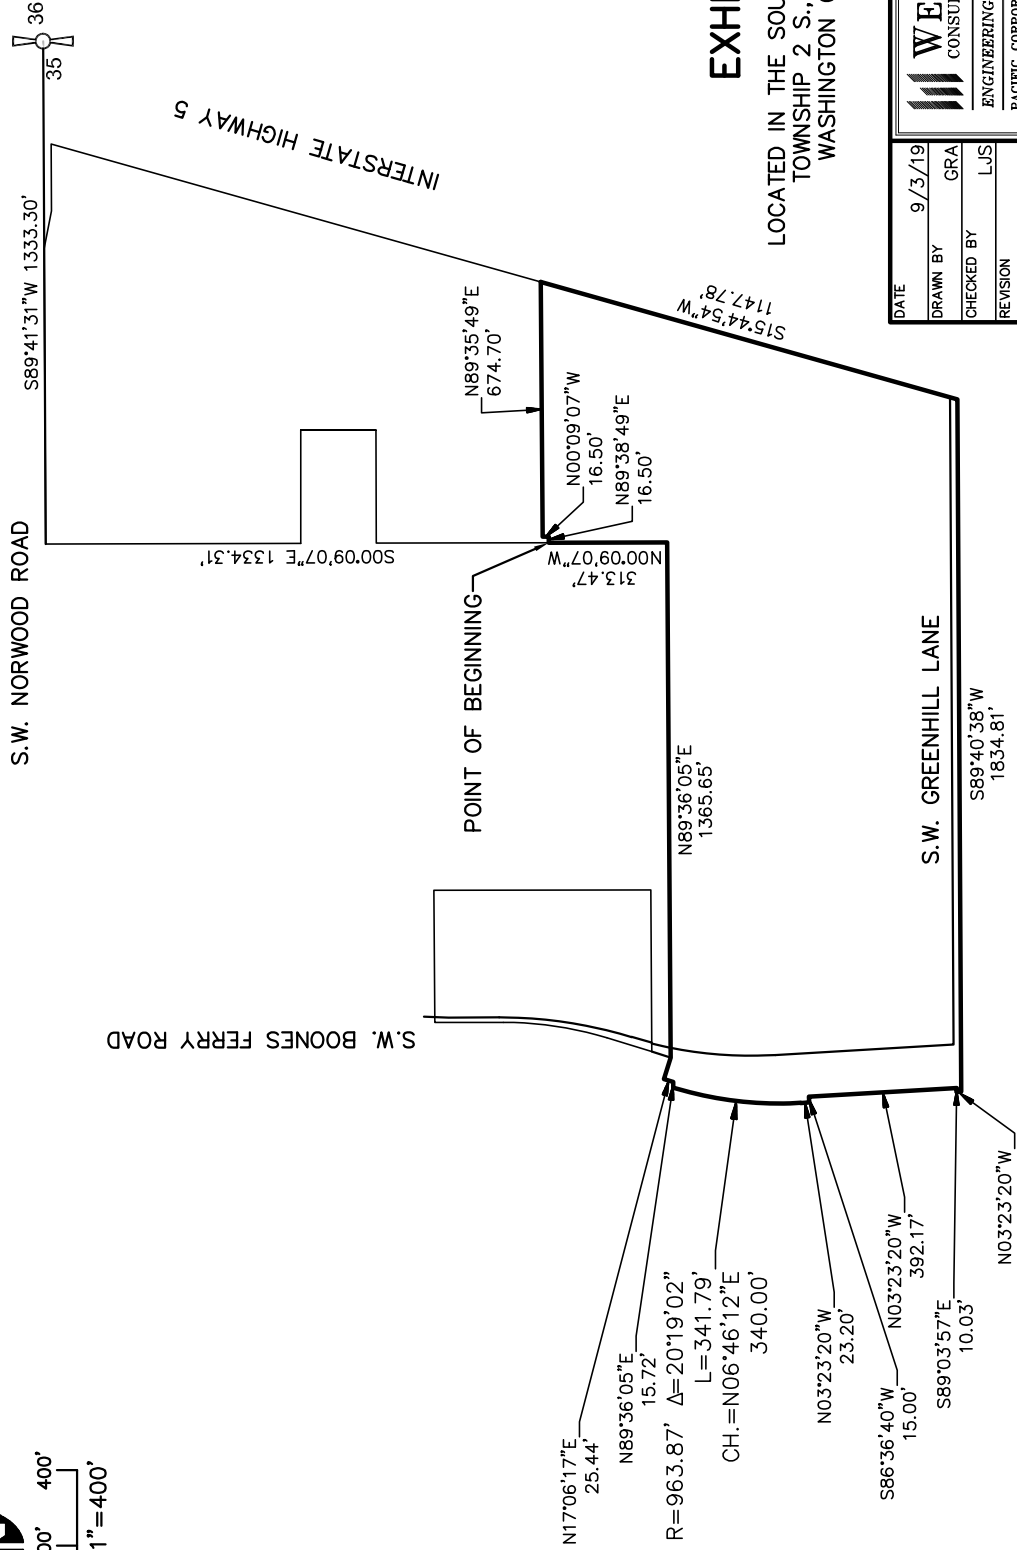 S.W. NORWOOD ROAD
S89°41'31"W 1333.30'
36
35
INTERSTATE HIGHWAY 5
S00°09'07"E 1334.31'
N89°35'49"E
674.70'
N00°09'07"W
16.50'
N89°38'49"E
16.50'
POINT OF BEGINNING
N00°09'07"W
313.47'
S15°44'54"W
1147.78'
N89°36'05"E
1365.65'
S.W. GREENHILL LANE
S89°40'38"W
1834.81'
S.W. BOONES FERRY ROAD
N17°06'17"E
25.44'
N89°36'05"E
15.72'
R=963.87' Δ=20°19'02"
L=341.79'
CH.=N06°46'12"E
340.00'
N03°23'20"W
23.20'
S86°36'40"W
15.00'
N03°23'20"W
392.17'
S89°03'57"E
10.03'
N03°23'20"W
400'
1"=400'
EXHI
LOCATED IN THE SOU
TOWNSHIP 2 S.,
WASHINGTON
DATE
9/3/19
DRAWN BY
GRA
CHECKED BY
LJS
REVISION
WE
CONSU
ENGINEERING
PACIFIC CORPOR